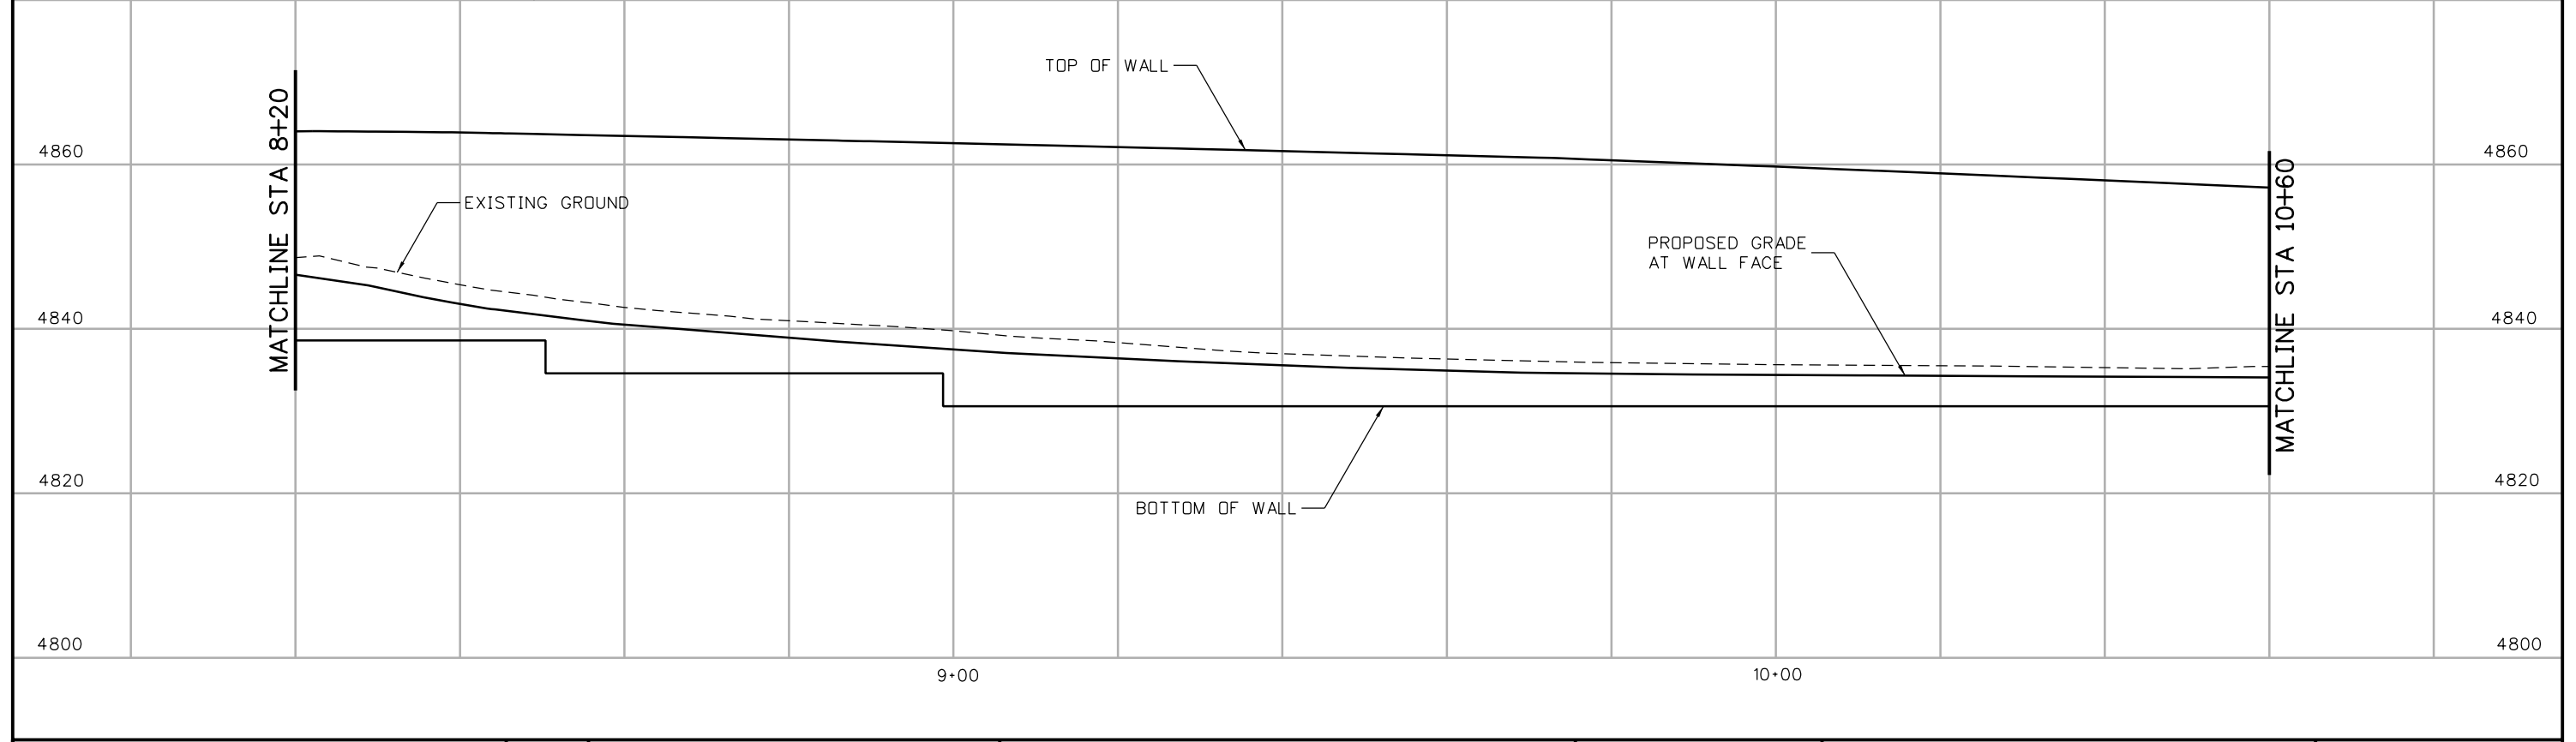 TOP OF WALL
MATCHLINE STA 8+20
4860
4860
EXISTING GROUND
MATCHLINE STA 10+60
PROPOSED GRADE
AT WALL FACE
4840
4840
4820
4820
BOTTOM OF WALL
4800
4800
9+00
10+00